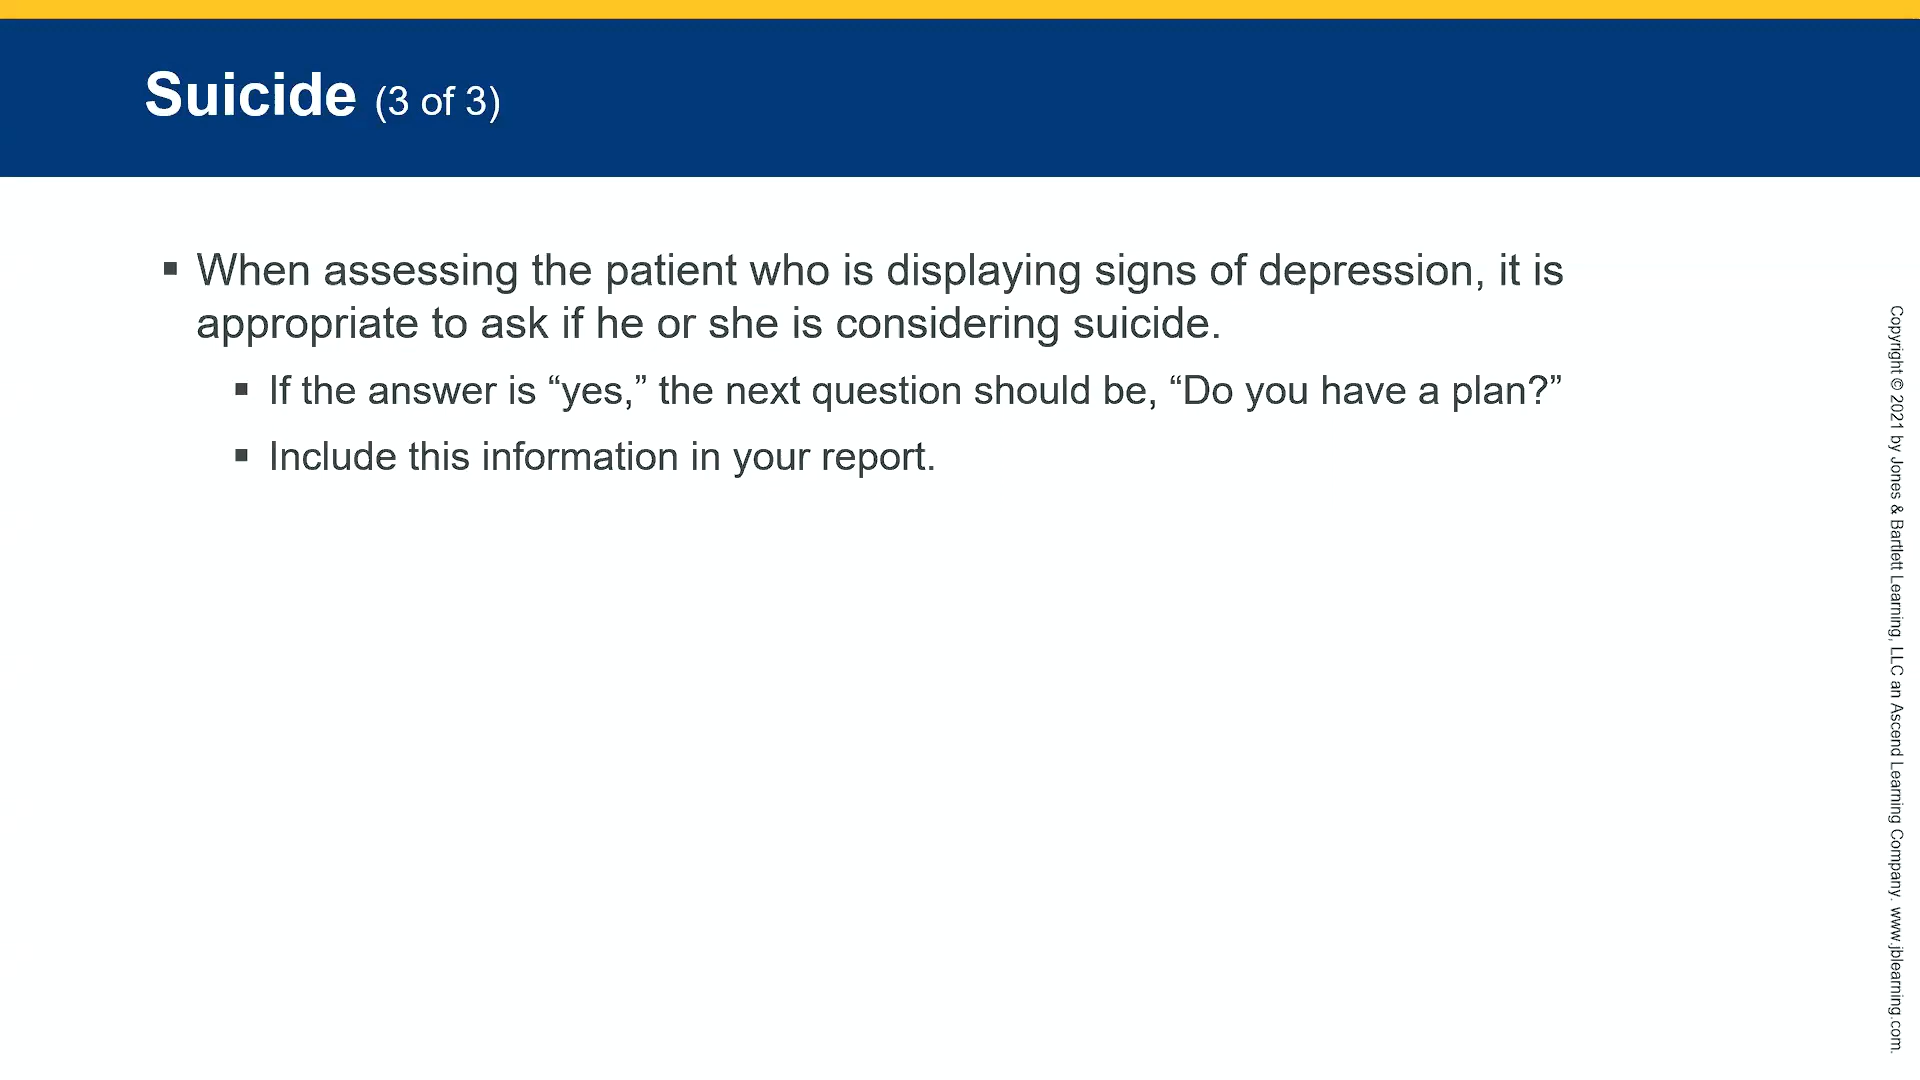 Suicide (3 of 3)
▪ When assessing the patient who is displaying signs of depression, it is
appropriate to ask if he or she is considering suicide.
▪ If the answer is “yes,” the next question should be, “Do you have a plan?”
▪ Include this information in your report.
Copyright © 2021 by Jones & Bartlett Learning, LLC an Ascend Learning Company. www.jblearning.com.